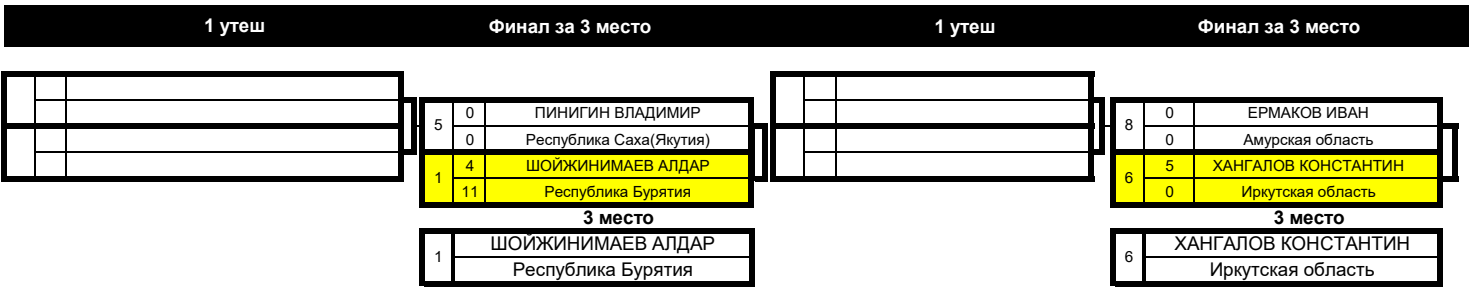 1 утеш Финал за 3 место 1 утеш Финал за 3 место
5 0 ПИНИГИН ВЛАДИМИР
0 Республика Саха(Якутия)
1 4 ШОЙЖИНИМАЕВ АЛДАР
11 Республика Бурятия
3 место
1 ШОЙЖИНИМАЕВ АЛДАР
Республика Бурятия
8 0 ЕРМАКОВ ИВАН
0 Амурская область
6 5 ХАНГАЛОВ КОНСТАНТИН
0 Иркутская область
3 место
6 ХАНГАЛОВ КОНСТАНТИН
Иркутская область